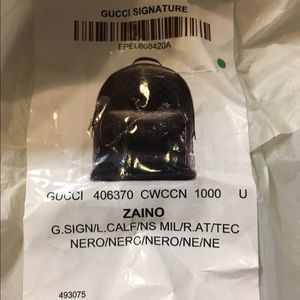 GUCCI SIGNATURE
EPEL608420A
GUCCI 406370 CWCCN 1000 U
ZAINO
G.SIGN/L.CALF/NS MIL/R.AT/TEC
NERO/NERO/NERO/NE/NE
493075